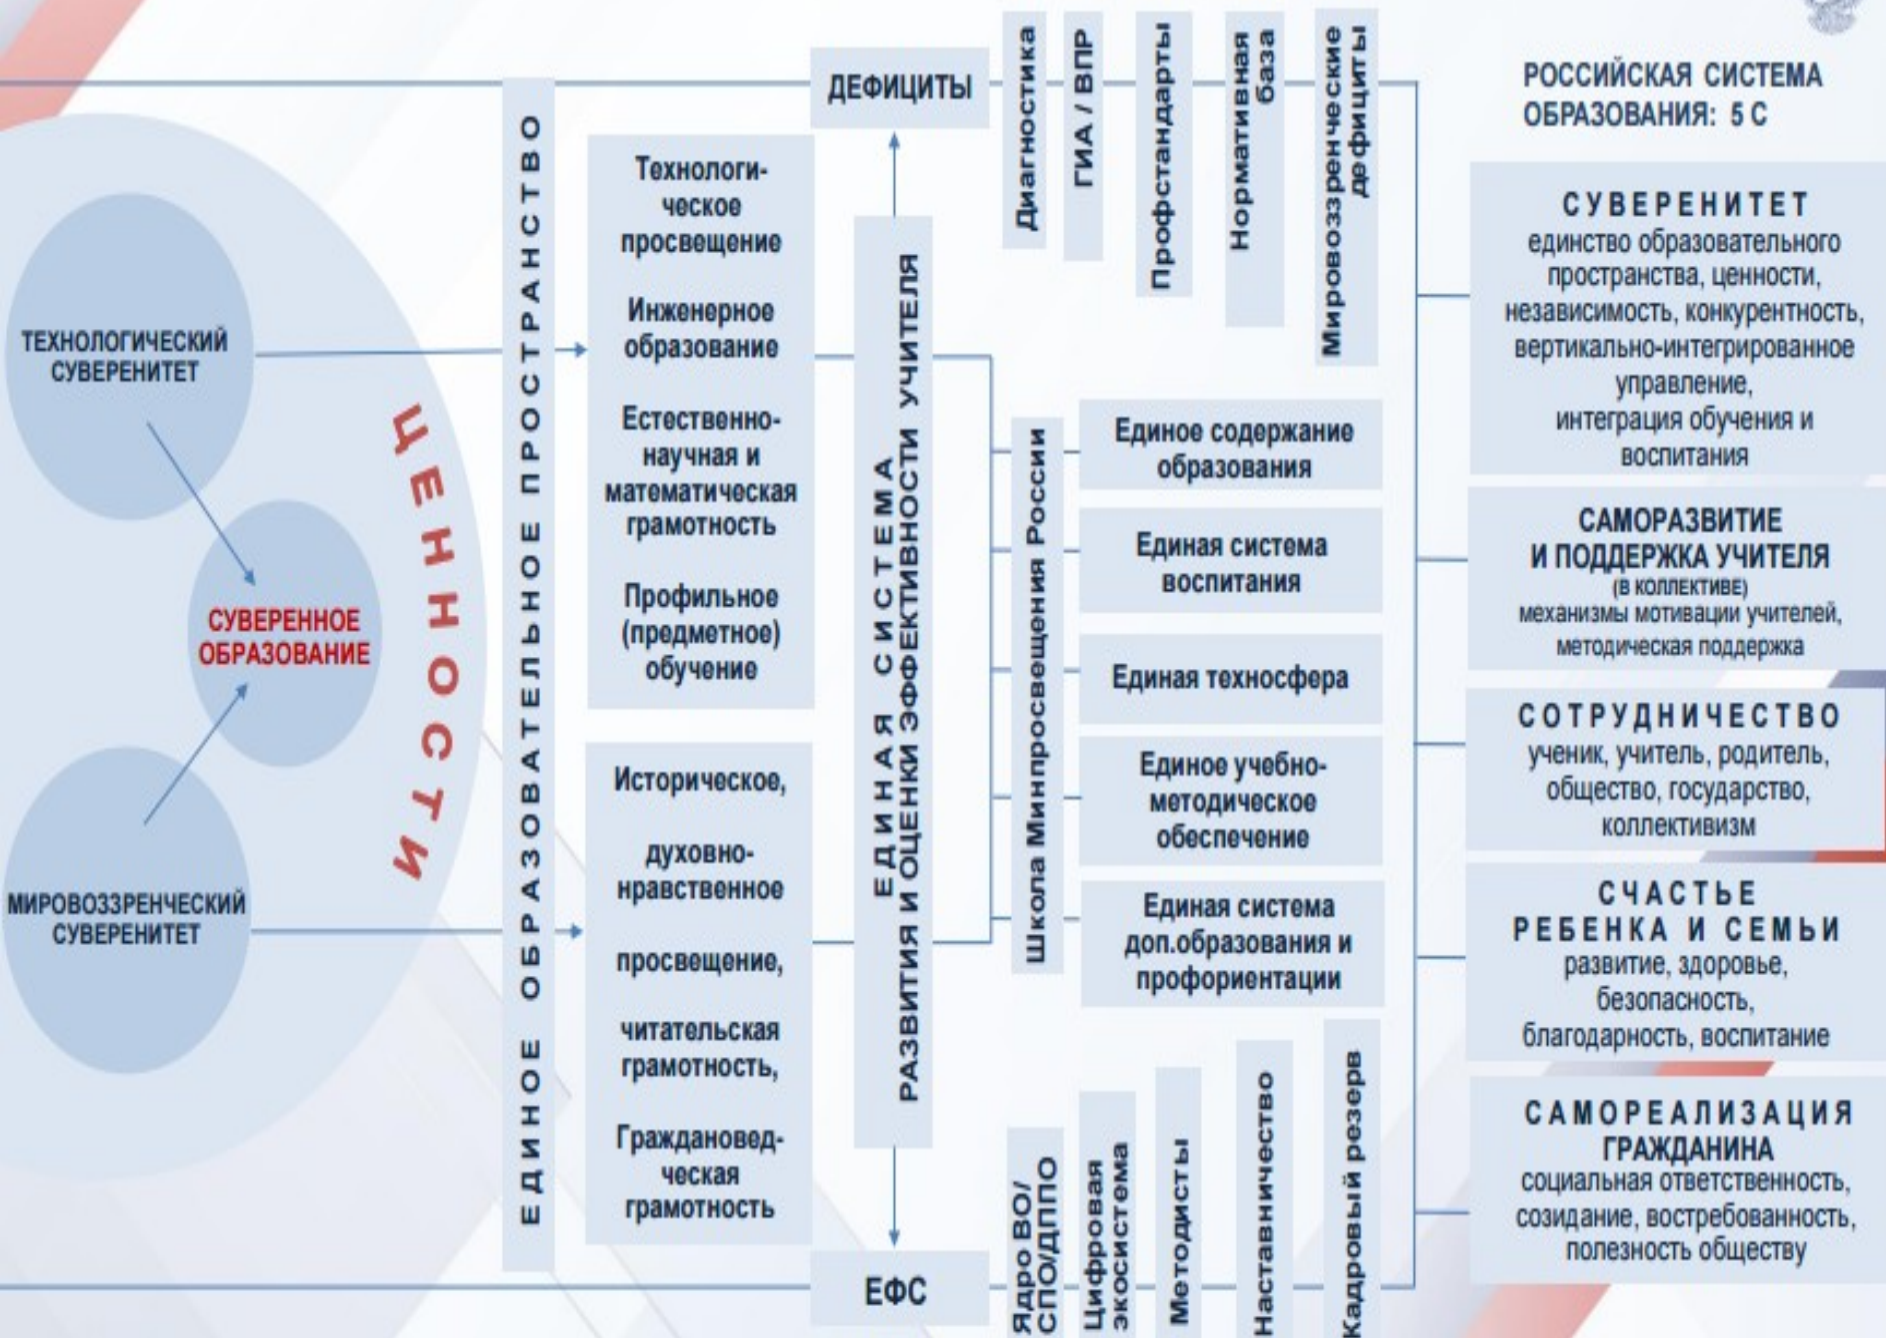 ТЕХНОЛОГИЧЕСКИЙ
СУВЕРЕНИТЕТ
СУВЕРЕННОЕ
ОБРАЗОВАНИЕ
МИРОВОЗЗРЕНЧЕСКИЙ
СУВЕРЕНИТЕТ
ЦЕННОСТИ
ЕДИНОЕ ОБРАЗОВАТЕЛЬНОЕ ПРОСТРАНСТВО
Технологи-
ческое
просвещение
Инженерное
образование
Естественно-
научная и
математическая
грамотность
Профильное
(предметное)
обучение
Историческое,
духовно-
нравственное
просвещение,
читательская
грамотность,
Граждановед-
ческая
грамотность
ДЕФИЦИТЫ
ЕДИНАЯ СИСТЕМА
РАЗВИТИЯ И ОЦЕНКИ ЭФФЕКТИВНОСТИ УЧИТЕЛЯ
ЕФС
Диагностика
ГИА / ВПР
Профстандарты
Нормативная
база
Мировоззренческие
дефициты
Школа Минпросвещения России
Единое содержание
образования
Единая система
воспитания
Единая техносфера
Единое учебно-
методическое
обеспечение
Единая система
доп.образования и
профориентации
Ядро ВО/
СПО/ДППО
Цифровая
экосистема
Методисты
Наставничество
Кадровый резерв
РОССИЙСКАЯ СИСТЕМА
ОБРАЗОВАНИЯ: 5 С
СУВЕРЕНИТЕТ
единство образовательного
пространства, ценности,
независимость, конкурентность,
вертикально-интегрированное
управление,
интеграция обучения и
воспитания
САМОРАЗВИТИЕ
И ПОДДЕРЖКА УЧИТЕЛЯ
(В КОЛЛЕКТИВЕ)
механизмы мотивации учителей,
методическая поддержка
СОТРУДНИЧЕСТВО
ученик, учитель, родитель,
общество, государство,
коллективизм
СЧАСТЬЕ
РЕБЕНКА И СЕМЬИ
развитие, здоровье,
безопасность,
благодарность, воспитание
САМОРЕАЛИЗАЦИЯ
ГРАЖДАНИНА
социальная ответственность,
созидание, востребованность,
полезность обществу